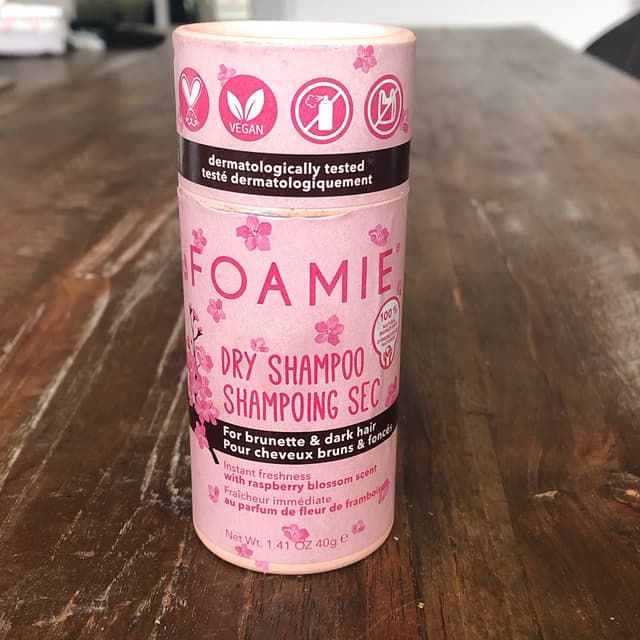 VEGAN
dermatologically tested
testé dermatologiquement
FOAMIE
100%
DRY SHAMPOO
SHAMPOING SEC
For brunette & dark hair
Pour cheveux bruns & foncés
Instant freshness
with raspberry blossom scent
Fraîcheur immédiate
au parfum de fleur de framboise
Net Wt. 1.41 OZ 40g ℮